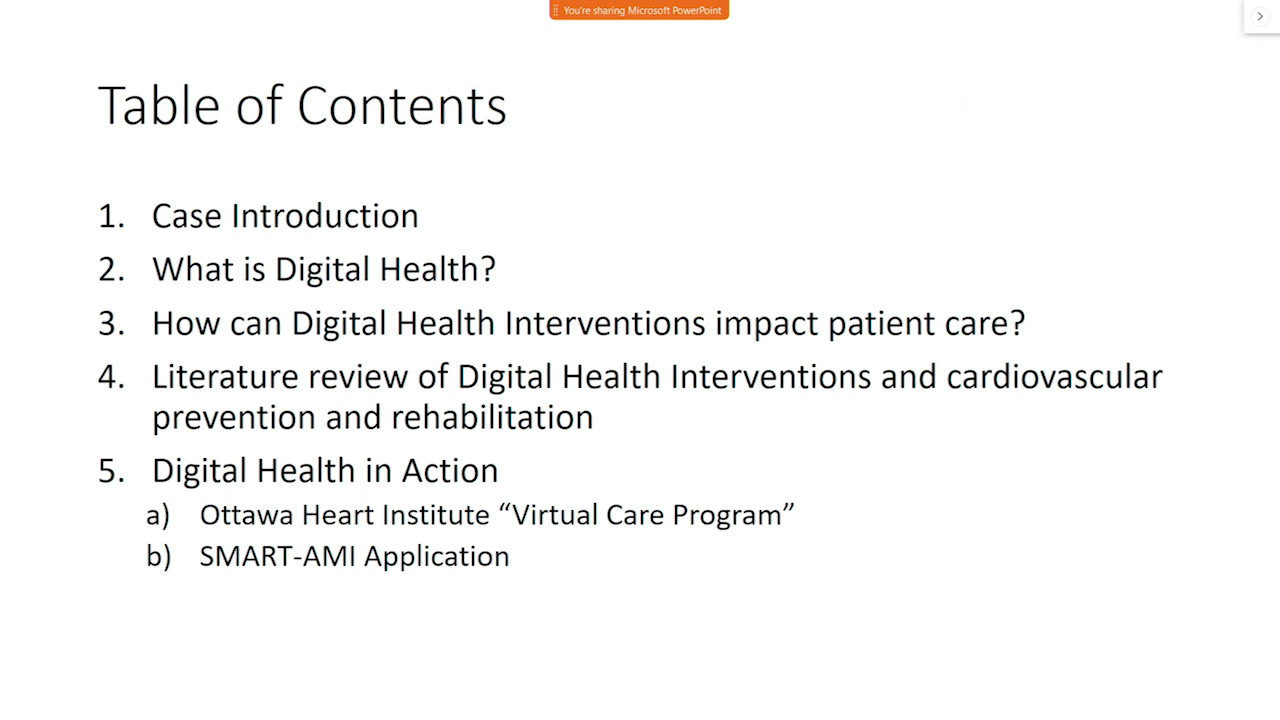 You're sharing Microsoft PowerPoint
Table of Contents
1. Case Introduction
2. What is Digital Health?
3. How can Digital Health Interventions impact patient care?
4. Literature review of Digital Health Interventions and cardiovascular
prevention and rehabilitation
5. Digital Health in Action
a) Ottawa Heart Institute “Virtual Care Program”
b) SMART-AMI Application